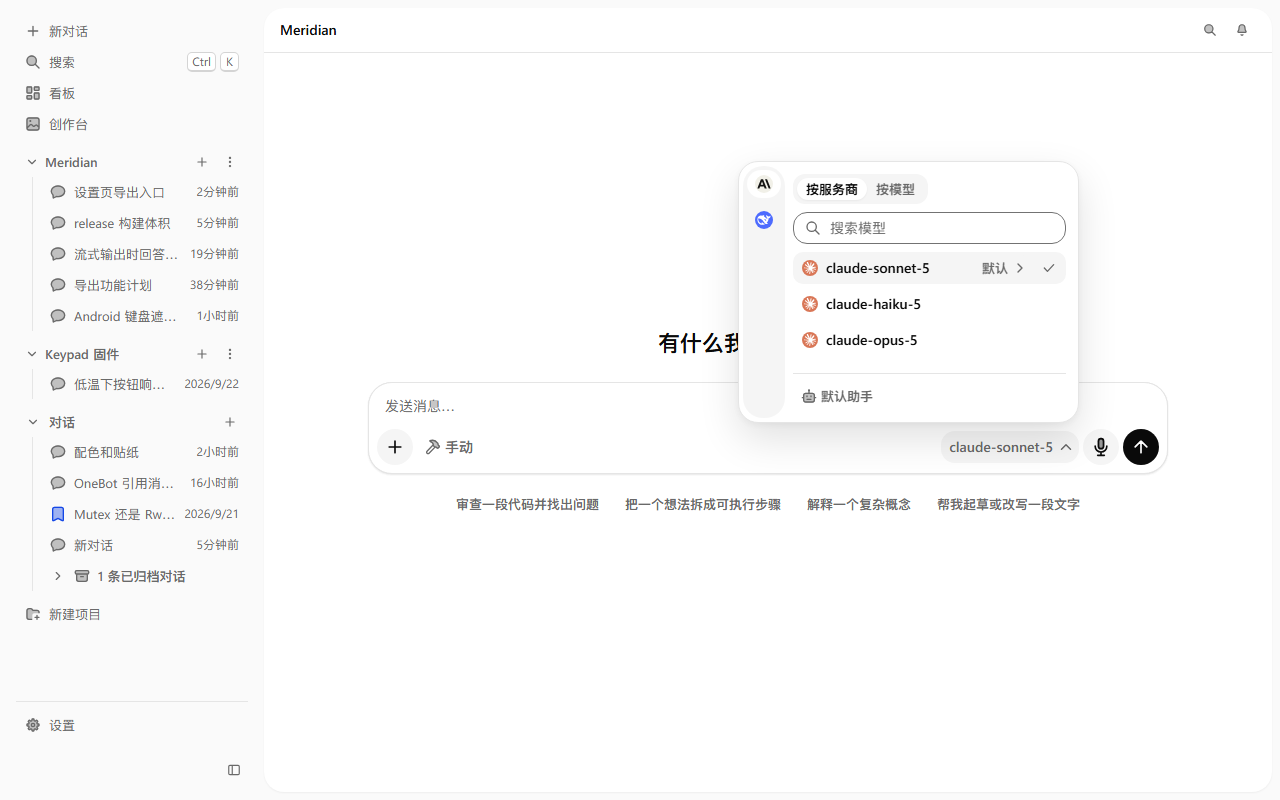 新对话
搜索 Ctrl K
看板
创作台
Meridian
设置页导出入口 2分钟前
release 构建体积 5分钟前
流式输出时回答… 19分钟前
导出功能计划 38分钟前
Android 键盘遮… 1小时前
Keypad 固件
低温下按钮响… 2026/9/22
对话
配色和贴纸 2小时前
OneBot 引用消… 16小时前
Mutex 还是 Rw… 2026/9/21
新对话 5分钟前
1 条已归档对话
新建项目
设置
Meridian
按服务商 按模型
搜索模型
claude-sonnet-5 默认
claude-haiku-5
claude-opus-5
默认助手
有什么
发送消息…
手动 claude-sonnet-5
审查一段代码并找出问题 把一个想法拆成可执行步骤 解释一个复杂概念 帮我起草或改写一段文字